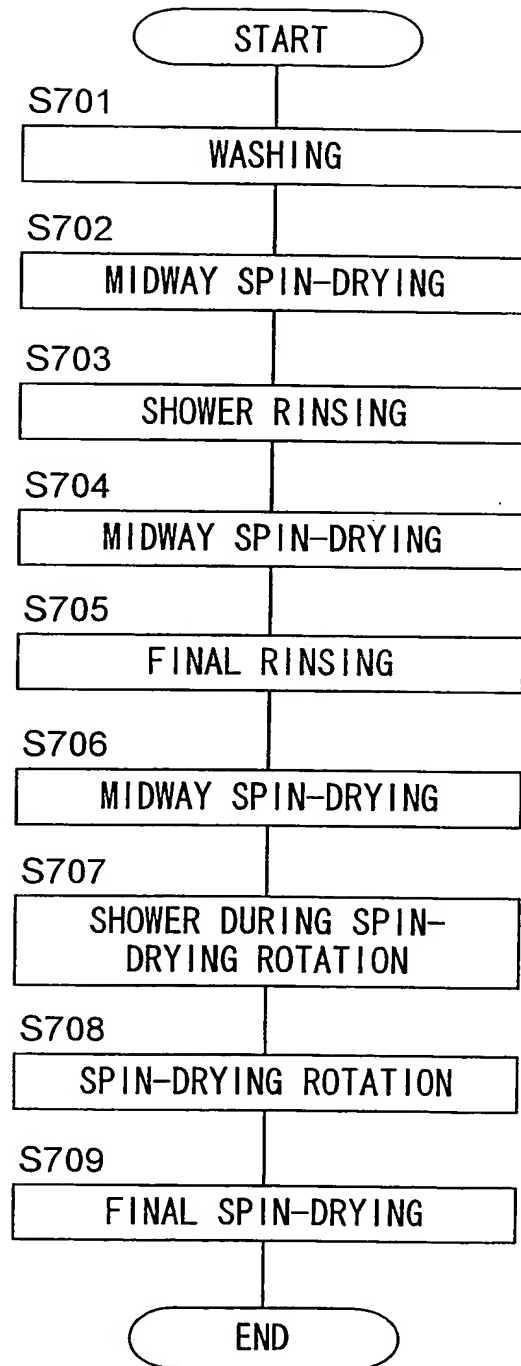 START
S701
WASHING
S702
MIDWAY SPIN-DRYING
S703
SHOWER RINSING
S704
MIDWAY SPIN-DRYING
S705
FINAL RINSING
S706
MIDWAY SPIN-DRYING
S707
SHOWER DURING SPIN-
DRYING ROTATION
S708
SPIN-DRYING ROTATION
S709
FINAL SPIN-DRYING
END